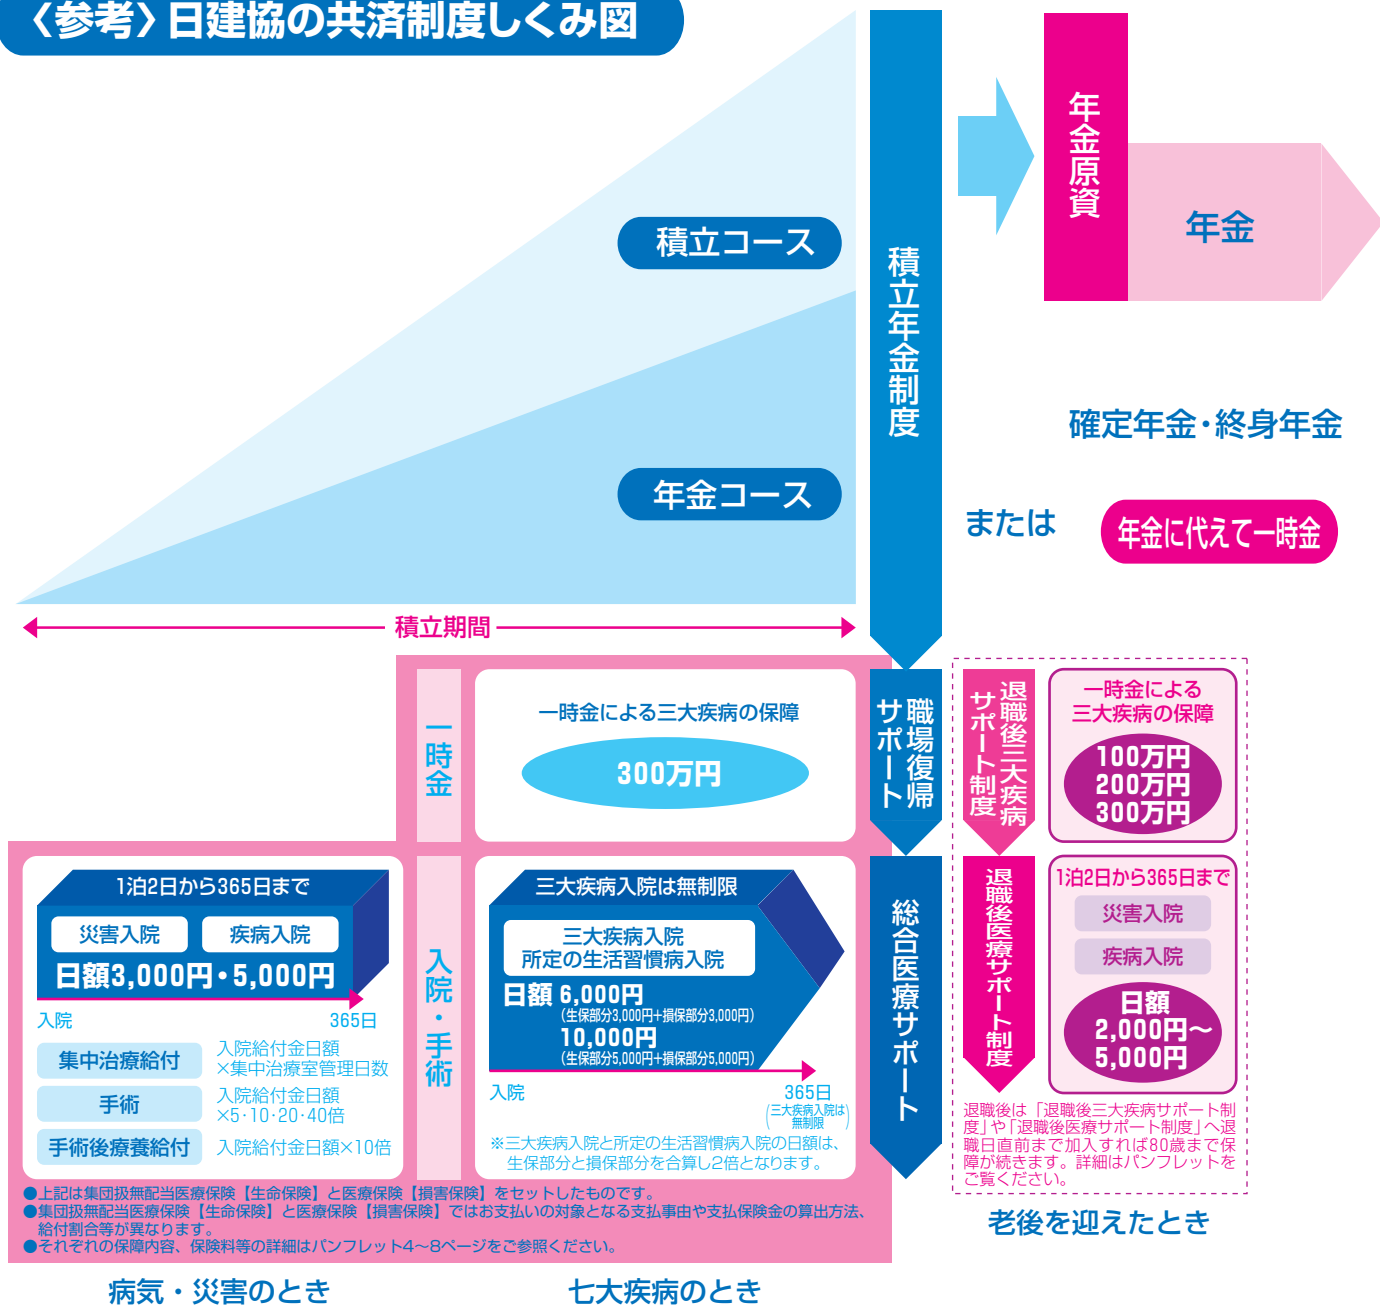 〈参考〉日建協の共済制度しくみ図
積立コース
年金コース
積立期間
積立年金制度
年金原資
年金
確定年金・終身年金
または
年金に代えて一時金
一時金
一時金による三大疾病の保障
300万円
職場復帰
サポート
退職後三大疾病
サポート制度
一時金による
三大疾病の保障
100万円
200万円
300万円
1泊2日から365日まで
災害入院
疾病入院
日額3,000円・5,000円
入院
365日
集中治療給付
入院給付金日額
×集中治療室管理日数
手術
入院給付金日額
×5・10・20・40倍
手術後療養給付
入院給付金日額×10倍
入院・手術
三大疾病入院は無制限
三大疾病入院
所定の生活習慣病入院
日額 6,000円
(生保部分3,000円+損保部分3,000円)
10,000円
(生保部分5,000円+損保部分5,000円)
入院
365日
(三大疾病入院は
無制限)
※三大疾病入院と所定の生活習慣病入院の日額は、
生保部分と損保部分を合算し2倍となります。
総合医療サポート
退職後医療サポート制度
1泊2日から365日まで
災害入院
疾病入院
日額
2,000円〜
5,000円
退職後は「退職後三大疾病サポート制
度」や「退職後医療サポート制度」へ退
職日直前まで加入すれば80歳まで保
障が続きます。詳細はパンフレットを
ご覧ください。
●上記は集団扱無配当医療保険【生命保険】と医療保険【損害保険】をセットしたものです。
●集団扱無配当医療保険【生命保険】と医療保険【損害保険】ではお支払いの対象となる支払事由や支払保険金の算出方法、
給付割合等が異なります。
●それぞれの保障内容、保険料等の詳細はパンフレット4〜8ページをご参照ください。
老後を迎えたとき
病気・災害のとき
七大疾病のとき